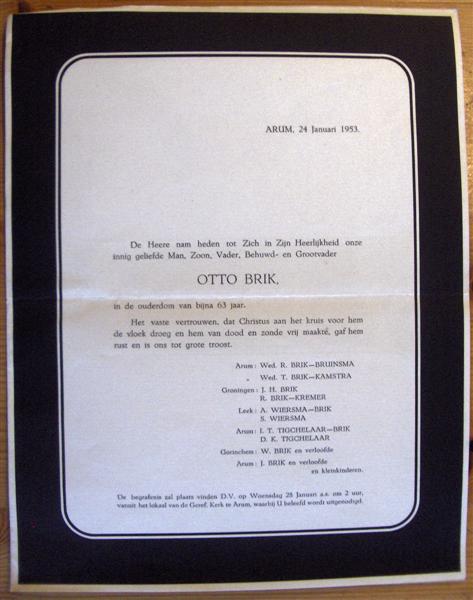 ARUM, 24 Januari 1953.
De Heere nam heden tot Zich in Zijn Heerlijkheid onze
innig geliefde Man, Zoon, Vader, Behuwd- en Grootvader
OTTO BRIK,
in de ouderdom van bijna 63 jaar.
Het vaste vertrouwen, dat Christus aan het kruis voor hem
de vloek droeg en hem van dood en zonde vrij maakte, gaf hem
rust en is ons tot grote troost.
Arum: Wed. R. BRIK—BRUINSMA
„ Wed. T. BRIK—KAMSTRA
Groningen: J. H. BRIK
R. BRIK—KREMER
Leek: A. WIERSMA—BRIK
S. WIERSMA
Arum: I. T. TIGCHELAAR—BRIK
D. K. TIGCHELAAR
Gorinchem: W. BRIK en verloofde
Arum: J. BRIK en verloofde
en kleinkinderen.
De begrafenis zal plaats vinden D.V. op Woensdag 28 Januari a.s. om 2 uur,
vanuit het lokaal van de Geref. Kerk te Arum, waarbij U beleefd wordt uitgenodigd.